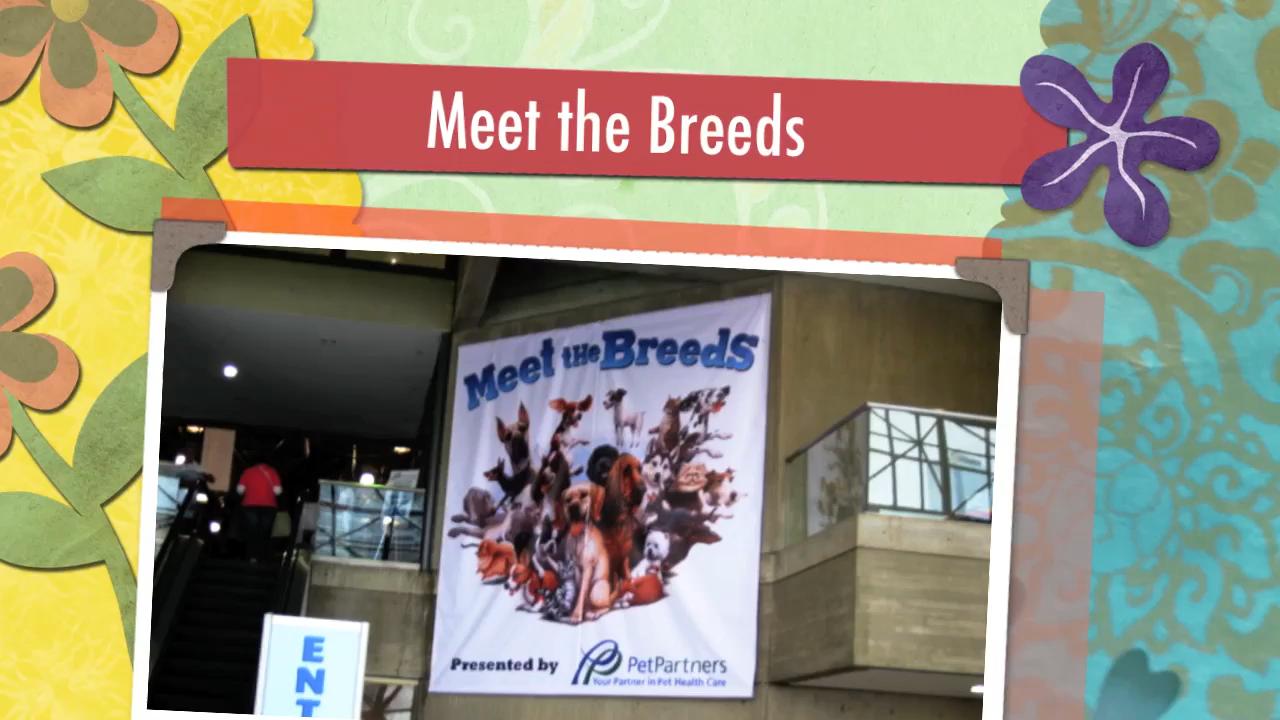 Meet the Breeds
Meet the Breeds
Presented by
PetPartners
Your Partner in Pet Health Care
ENT